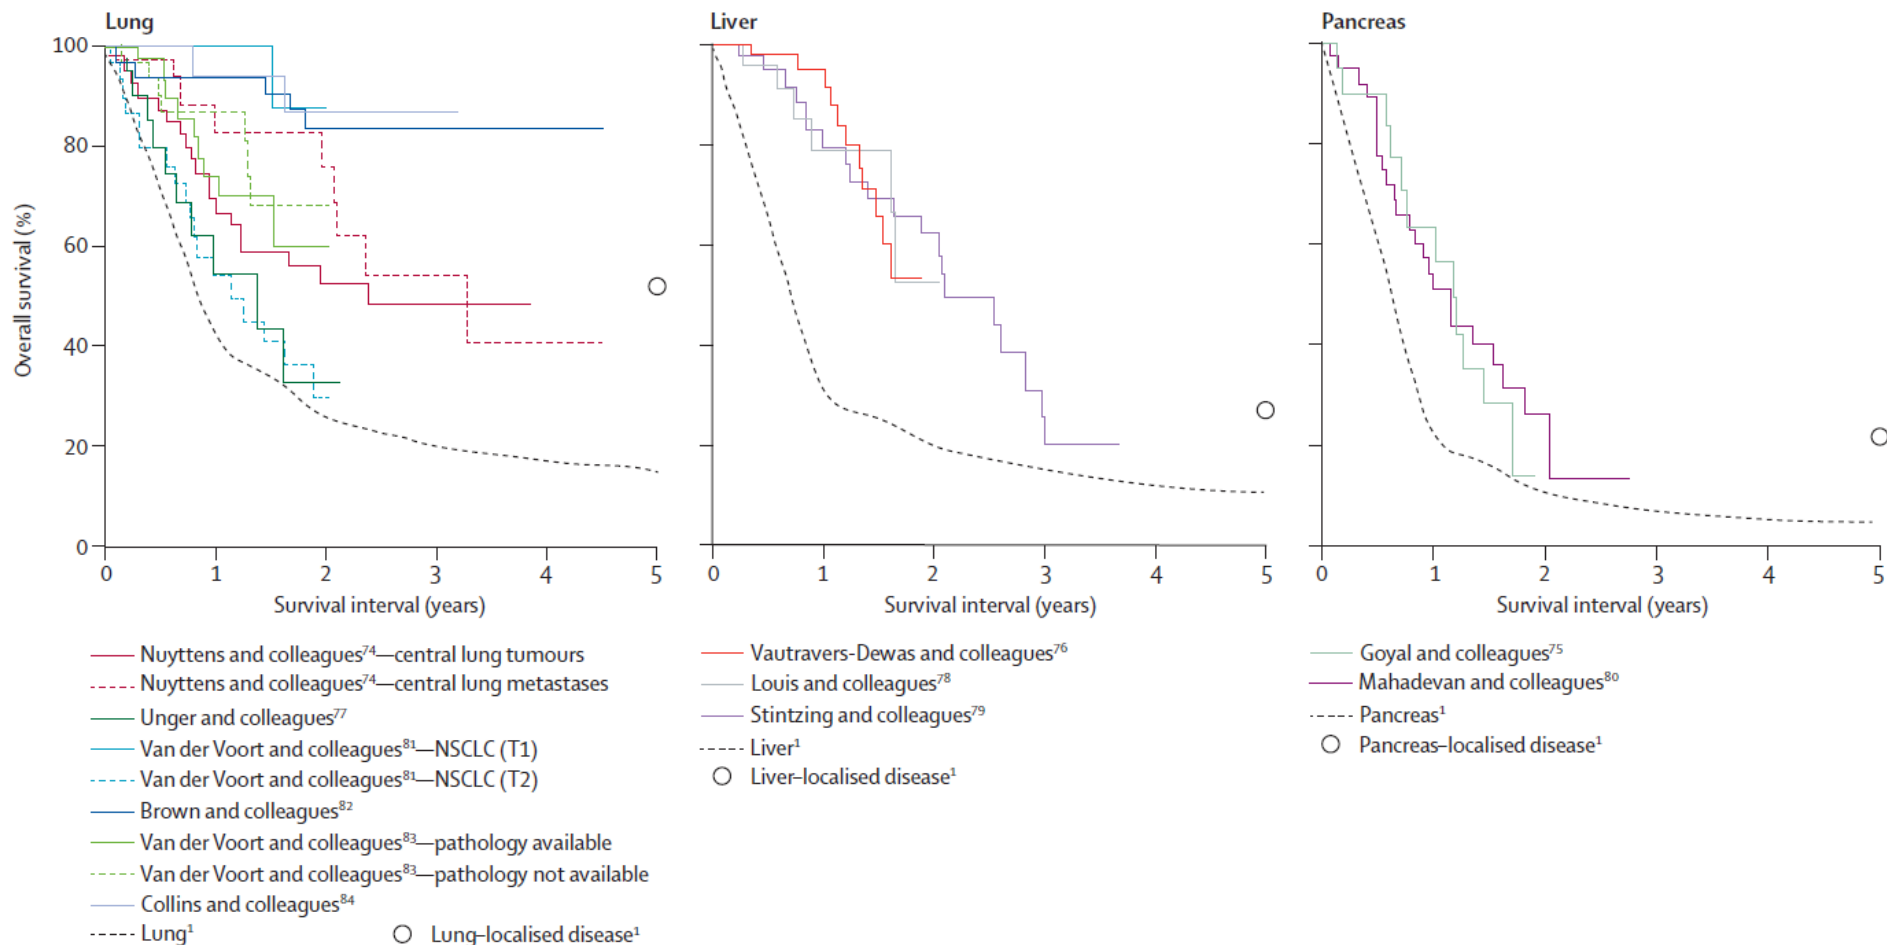 Lung
Liver
Pancreas
100
80
60
40
20
0
Overall survival (%)
0 1 2 3 4 5
0 1 2 3 4 5
0 1 2 3 4 5
Survival interval (years)
Survival interval (years)
Survival interval (years)
Nuyttens and colleagues⁷⁴—central lung tumours
Nuyttens and colleagues⁷⁴—central lung metastases
Unger and colleagues⁷⁷
Van der Voort and colleagues⁸¹—NSCLC (T1)
Van der Voort and colleagues⁸¹—NSCLC (T2)
Brown and colleagues⁸²
Van der Voort and colleagues⁸³—pathology available
Van der Voort and colleagues⁸³—pathology not available
Collins and colleagues⁸⁴
Lung¹
Lung–localised disease¹
Vautravers-Dewas and colleagues⁷⁶
Louis and colleagues⁷⁸
Stintzing and colleagues⁷⁹
Liver¹
Liver–localised disease¹
Goyal and colleagues⁷⁵
Mahadevan and colleagues⁸⁰
Pancreas¹
Pancreas–localised disease¹